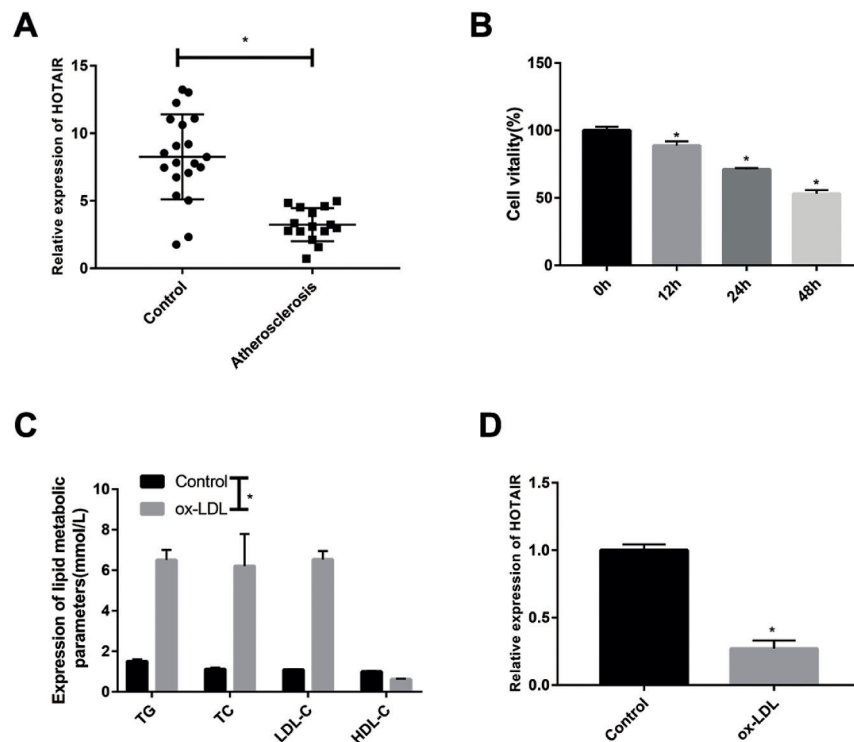 A
*
Relative expression of HOTAIR
15
10
5
0
Control
Atherosclerosis
B
Cell vitality(%)
150
100
50
0
*
*
*
0h
12h
24h
48h
C
Expression of lipid metabolic
parameters(mmol/L)
Control
ox-LDL
*
10
8
6
4
2
0
TG
TC
LDL-C
HDL-C
D
Relative expression of HOTAIR
1.5
1.0
0.5
0.0
*
Control
ox-LDL